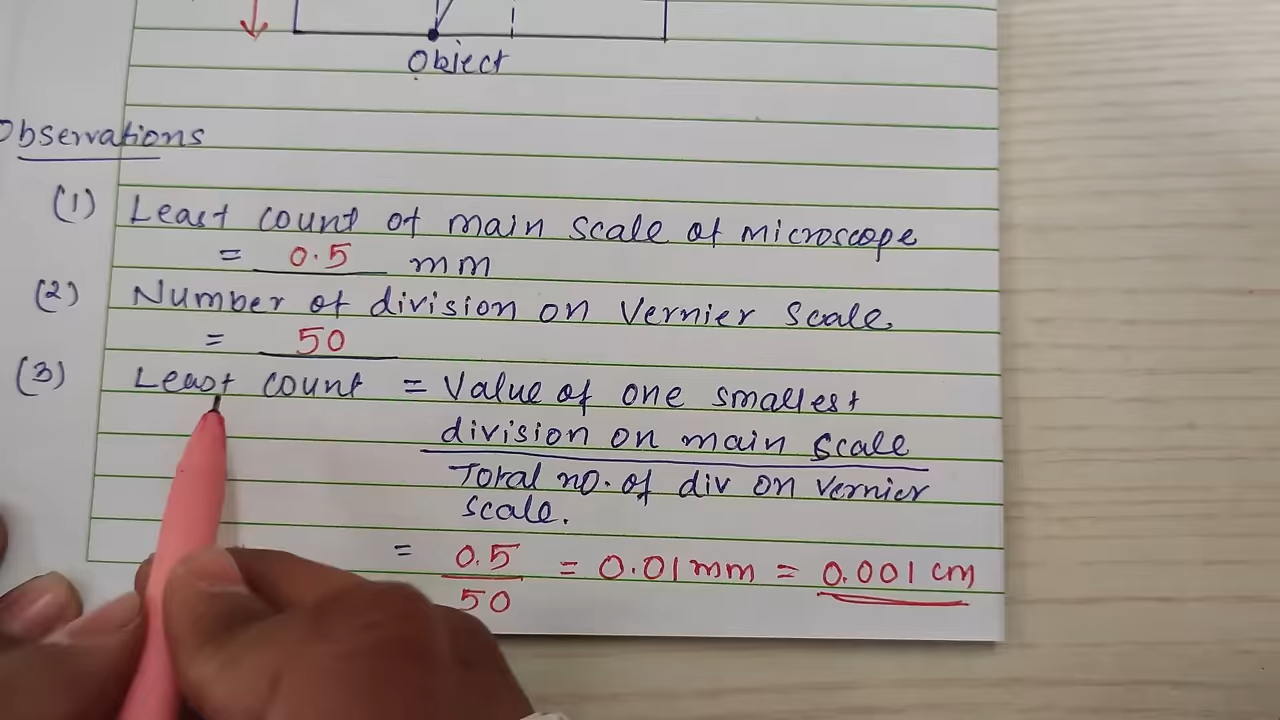 Object
Observations
(1) Least count of main scale of microscope
= 0.5 mm
(2) Number of division on Vernier scale
= 50
(3) Least count = Value of one smallest
division on main scale
Total no. of div on vernier
scale.
= 0.5 = 0.01 mm = 0.001 cm
50